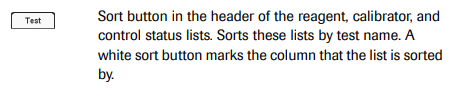 Test
Sort button in the header of the reagent, calibrator, and
control status lists. Sorts these lists by test name. A
white sort button marks the column that the list is sorted
by.